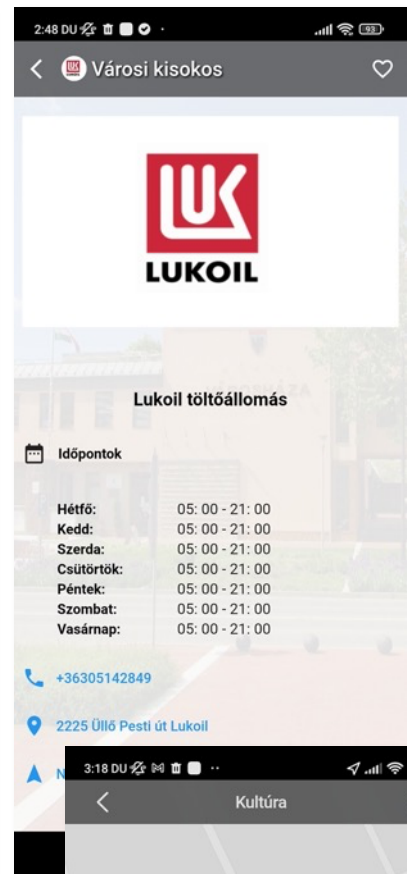 2:48 DU
93
Városi kisokos
LUKOIL
Lukoil töltőállomás
Időpontok
Hétfő: 05: 00 - 21: 00
Kedd: 05: 00 - 21: 00
Szerda: 05: 00 - 21: 00
Csütörtök: 05: 00 - 21: 00
Péntek: 05: 00 - 21: 00
Szombat: 05: 00 - 21: 00
Vasárnap: 05: 00 - 21: 00
+36305142849
2225 Üllő Pesti út Lukoil
3:18 DU
Kultúra